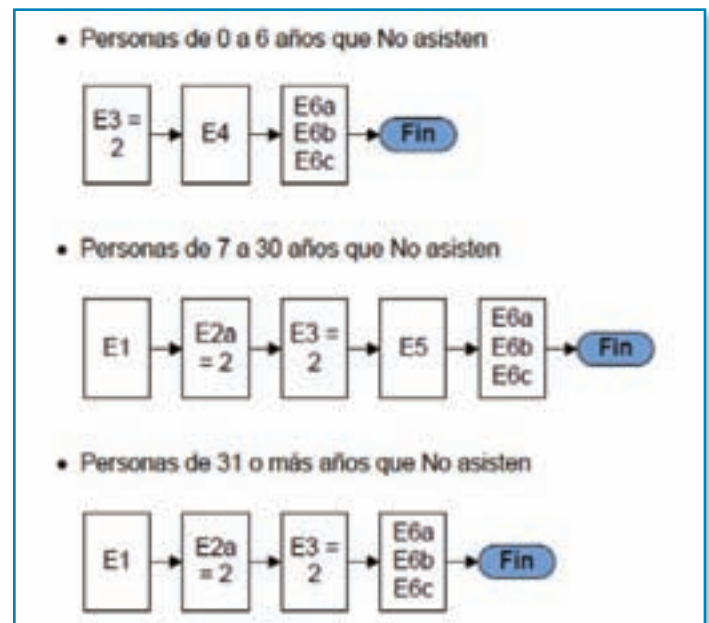 • Personas de 0 a 6 años que No asisten
E3 =
2
E4
E6a
E6b
E6c
Fin
• Personas de 7 a 30 años que No asisten
E1
E2a
= 2
E3 =
2
E5
E6a
E6b
E6c
Fin
• Personas de 31 o más años que No asisten
E1
E2a
= 2
E3 =
2
E6a
E6b
E6c
Fin